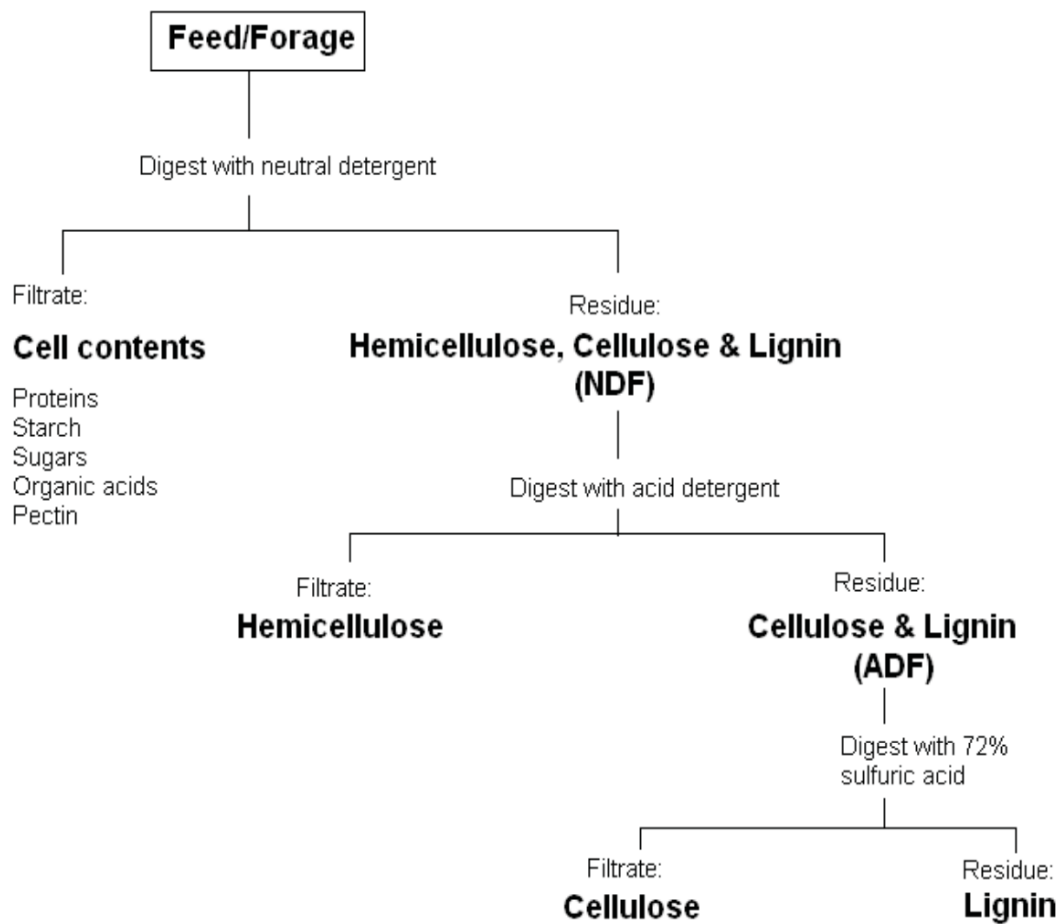 Feed/Forage
Digest with neutral detergent
Filtrate:
Cell contents
Proteins
Starch
Sugars
Organic acids
Pectin
Residue:
Hemicellulose, Cellulose & Lignin
(NDF)
Digest with acid detergent
Filtrate:
Hemicellulose
Residue:
Cellulose & Lignin
(ADF)
Digest with 72%
sulfuric acid
Filtrate:
Cellulose
Residue:
Lignin